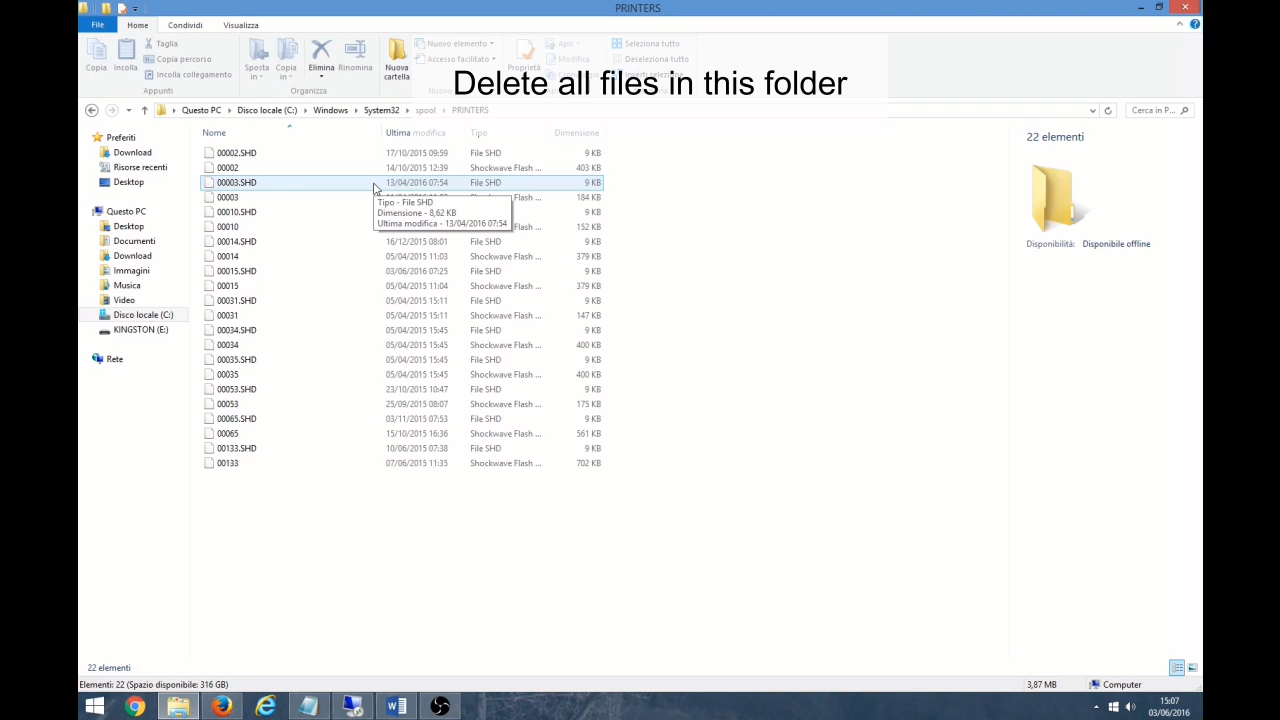 PRINTERS
File Home Condividi Visualizza
Copia
Incolla
Taglia
Copia percorso
Incolla collegamento
Appunti
Sposta in
Copia in
Elimina
Rinomina
Organizza
Nuova cartella
Nuovo elemento
Accesso facilitato
Proprietà
Apri
Modifica
Seleziona tutto
Deseleziona tutto
Delete all files in this folder
Questo PC Disco locale (C:) Windows System32 spool PRINTERS
Cerca in P...
Preferiti
Download
Risorse recenti
Desktop
Questo PC
Desktop
Documenti
Download
Immagini
Musica
Video
Disco locale (C:)
KINGSTON (E:)
Rete
Nome Ultima modifica Tipo Dimensione
00002.SHD 17/10/2015 09:59 File SHD 9 KB
00002 14/10/2015 12:39 Shockwave Flash ... 403 KB
00003.SHD 13/04/2016 07:54 File SHD 9 KB
00003 184 KB
00010.SHD 9 KB
00010 152 KB
00014.SHD 16/12/2015 08:01 File SHD 9 KB
00014 05/04/2015 11:03 Shockwave Flash ... 379 KB
00015.SHD 03/06/2016 07:25 File SHD 9 KB
00015 05/04/2015 11:04 Shockwave Flash ... 379 KB
00031.SHD 05/04/2015 15:11 File SHD 9 KB
00031 05/04/2015 15:11 Shockwave Flash ... 147 KB
00034.SHD 05/04/2015 15:45 File SHD 9 KB
00034 05/04/2015 15:45 Shockwave Flash ... 400 KB
00035.SHD 05/04/2015 15:45 File SHD 9 KB
00035 05/04/2015 15:45 Shockwave Flash ... 400 KB
00053.SHD 23/10/2015 10:47 File SHD 9 KB
00053 25/09/2015 08:07 Shockwave Flash ... 175 KB
00065.SHD 03/11/2015 07:53 File SHD 9 KB
00065 15/10/2015 16:36 Shockwave Flash ... 561 KB
00133.SHD 10/06/2015 07:38 File SHD 9 KB
00133 07/06/2015 11:35 Shockwave Flash ... 702 KB
Tipo - File SHD
Dimensione - 8,62 KB
Ultima modifica - 13/04/2016 07:54
22 elementi
Disponibilità: Disponibile offline
22 elementi
Elementi: 22 (Spazio disponibile: 316 GB) 3,87 MB Computer
15:07
03/06/2016